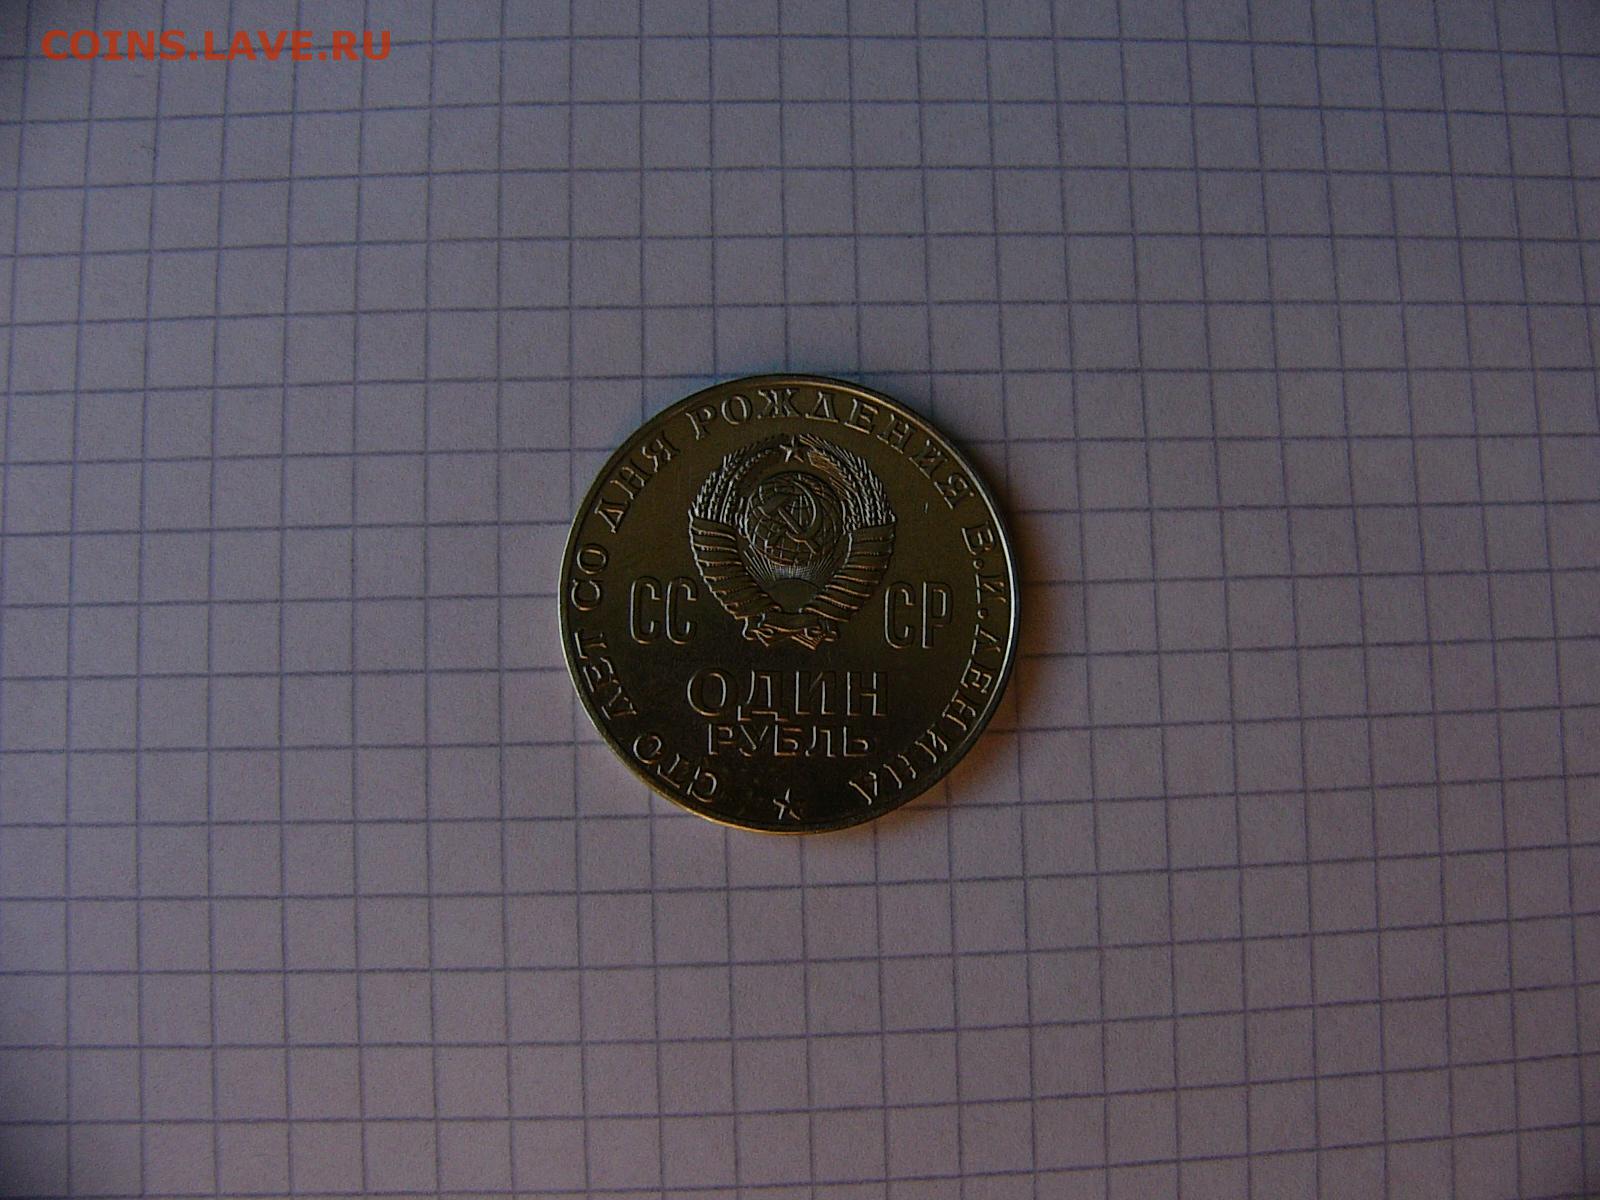 COINS.LAVE.RU
СТО ЛЕТ СО ДНЯ РОЖДЕНИЯ В.И.ЛЕНИНА
СС СР
ОДИН
РУБЛЬ